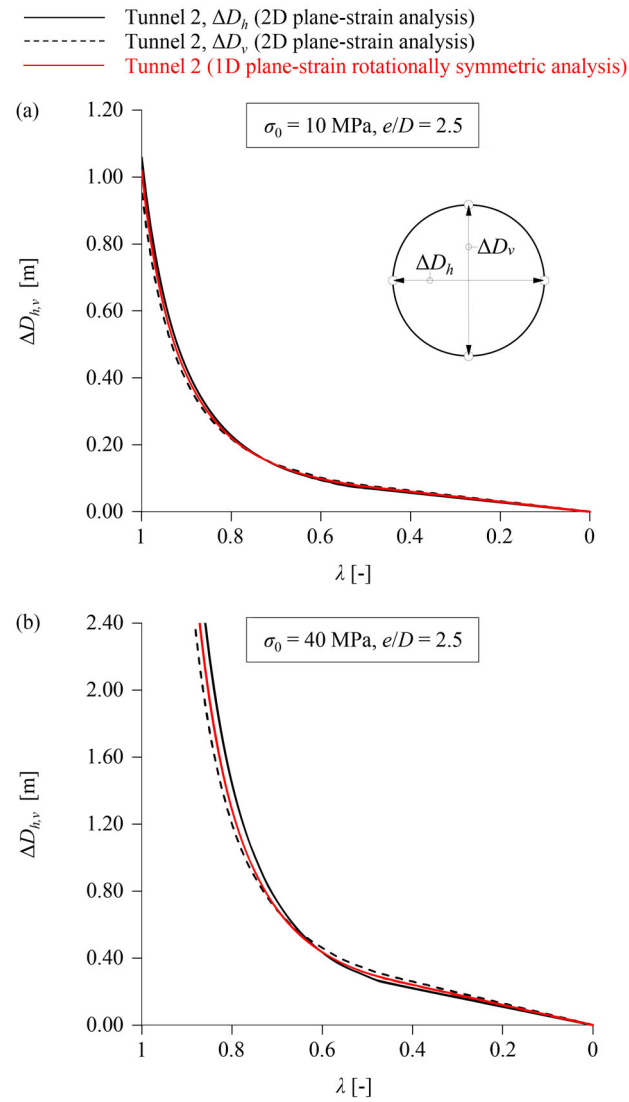 Tunnel 2, ΔD_h (2D plane-strain analysis)
Tunnel 2, ΔD_v (2D plane-strain analysis)
Tunnel 2 (1D plane-strain rotationally symmetric analysis)
(a)
σ_0 = 10 MPa, e/D = 2.5
1.20
1.00
0.80
0.60
0.40
0.20
0.00
ΔD_h,v [m]
ΔD_v
ΔD_h
1 0.8 0.6 0.4 0.2 0
λ [-]
(b)
σ_0 = 40 MPa, e/D = 2.5
2.40
2.00
1.60
1.20
0.80
0.40
0.00
ΔD_h,v [m]
1 0.8 0.6 0.4 0.2 0
λ [-]